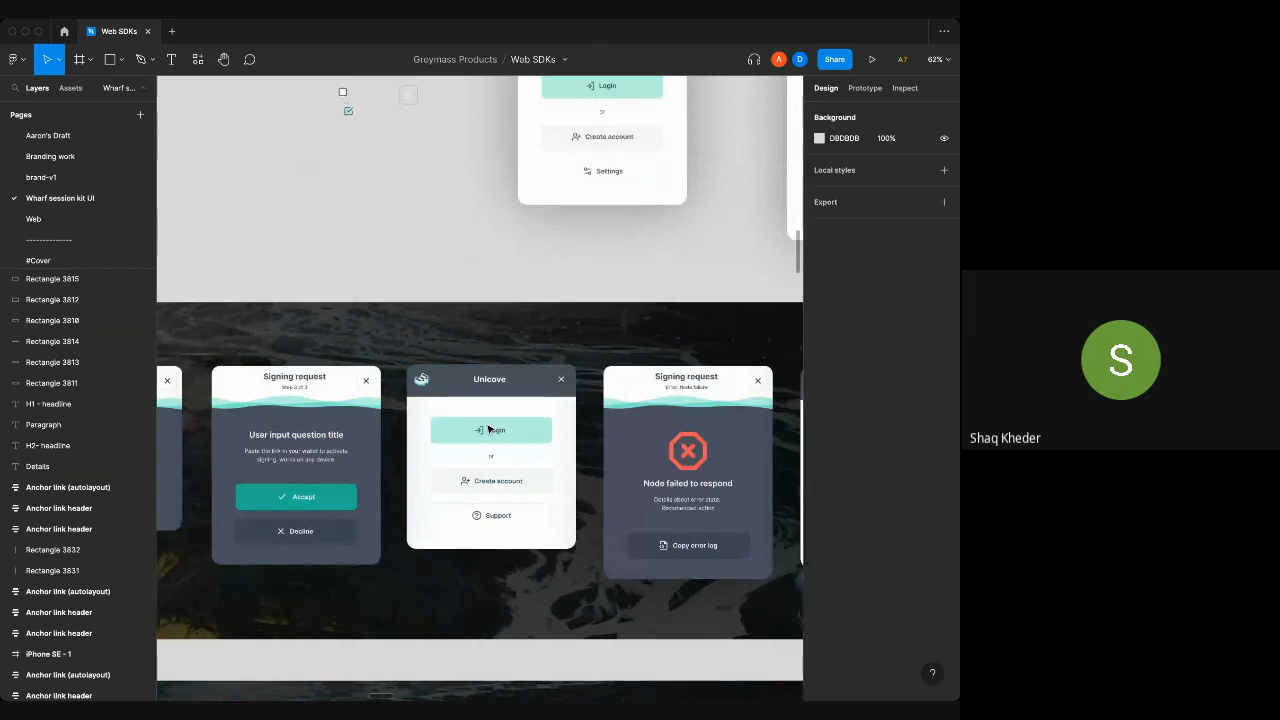 Web SDKs
Greymass Products / Web SDKs
A
D
Share
A?
62%
Layers
Assets
Wharf s...
Pages
Aaron's Draft
Branding work
brand-v1
Wharf session kit UI
Web
--------------
#Cover
Rectangle 3815
Rectangle 3812
Rectangle 3810
Rectangle 3814
Rectangle 3813
Rectangle 3811
H1 - headline
Paragraph
H2- headline
Details
Anchor link (autolayout)
Anchor link header
Anchor link header
Rectangle 3832
Rectangle 3831
Anchor link (autolayout)
Anchor link header
Anchor link header
iPhone SE - 1
Anchor link (autolayout)
Anchor link header
Login
or
Create account
Settings
Signing request
Step 2 of 3
User input question title
Paste the link in your wallet to activate
signing, works on any device.
Accept
Decline
Unicove
Login
or
Create account
Support
Signing request
Error: Node failure
Node failed to respond
Details about error state.
Recomended action
Copy error log
Design
Prototype
Inspect
Background
DBDBDB
100%
Local styles
Export
?
S
Shaq Kheder